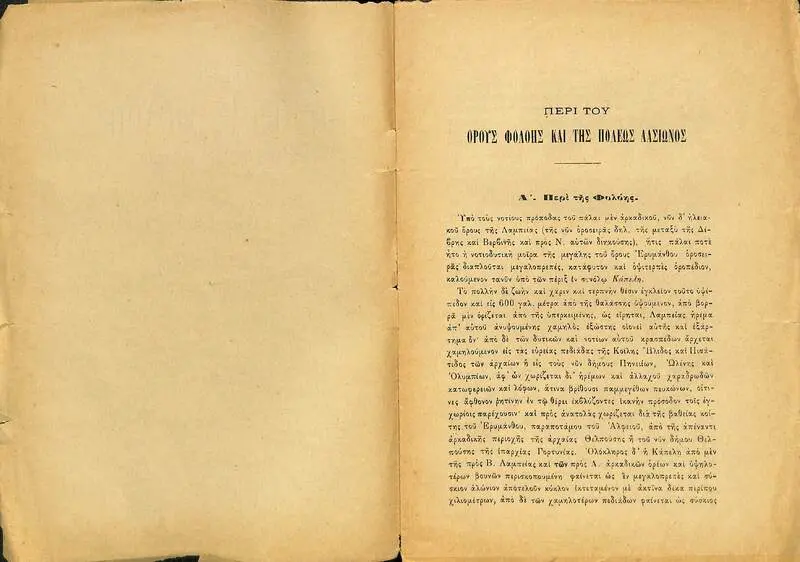 ΠΕΡΙ ΤΟΥ
ΟΡΟΥΣ ΦΟΛΟΗΣ ΚΑΙ ΤΗΣ ΠΟΛΕΩΣ ΛΑΣΙΩΝΟΣ
Α΄. Περὶ τῆς Φολόης.
Ὑπὸ τοὺς νοτίους πρόποδας τοῦ πάλαι μὲν ἀρκαδικοῦ, νῦν δ' ἠλεια-
κοῦ ὄρους τῆς Λαμπείας (τῆς νῦν ὀροσειρᾶς δηλ. τῆς μεταξὺ τῆς Δί-
βρης καὶ Βερβινῆς καὶ πρὸς Ν. αὐτῶν διηκούσης), ἥτις πάλαι ποτὲ
ἦτο ἡ νοτιοδυτικὴ μοῖρα τῆς μεγάλης τοῦ ὄρους Ἐρυμάνθου ὀροσει-
ρᾶς διαπλοῦται μεγαλοπρεπές, κατάφυτον καὶ ὀψιτερπὲς ὀροπέδιον,
καλούμενον τανῦν ὑπὸ τῶν πέριξ ἐν συνόλῳ Κάπελη.
Τὸ πολλὴν δὲ ζωὴν καὶ χάριν καὶ τερπνὴν θέσιν ἐγκλεῖον τοῦτο ὀψί-
πεδον καὶ εἰς 600 γαλ. μέτρα ἀπὸ τῆς θαλάσσης ὑψούμενον, ἀπὸ βορ-
ρᾶ μὲν ὁρίζεται ἀπὸ τῆς ὑπερκειμένης, ὡς εἴρηται, Λαμπείας ἠρέμα
ἀπ' αὐτοῦ ἀνυψουμένης χαμηλὸς ἐξώστης οἱονεὶ αὐτῆς καὶ ἐξάρ-
τημα ὄν· ἀπὸ δὲ τῶν δυτικῶν καὶ νοτίων αὐτοῦ κρασπέδων ἄρχεται
χαμηλούμενον εἰς τὰς εὐρείας πεδιάδας τῆς Κοίλης Ἤλιδος καὶ Πισά-
τιδος τῶν ἀρχαίων ἢ εἰς τοὺς νῦν δήμους Πηνειίων, Ὠλένης καὶ
Ὀλυμπίων, ἀφ' ὧν χωρίζεται δι' ἠρέμων καὶ ἀλλαχοῦ χαραδρωδῶν
κατωφερειῶν καὶ λόφων, ἅτινα βρίθουσι παμμεγέθων πευκώνων, οἵτι-
νες ἄφθονον ῥητίνην ἐν τῷ θέρει ἐκβλύζοντες ἱκανὴν πρόσοδον τοῖς ἐγ-
χωρίοις παρέχουσιν· καὶ πρὸς ἀνατολὰς χωρίζεται διὰ τῆς βαθείας κοί-
της τοῦ Ἐρυμάνθου, παραποτάμου τοῦ Ἀλφειοῦ, ἀπὸ τῆς ἀπέναντι
ἀρκαδικῆς περιοχῆς τῆς ἀρχαίας Θελπούσης ἢ τοῦ νῦν δήμου Θελ-
πούσης τῆς ἐπαρχίας Γορτυνίας. Ὁλόκληρος δ' ἡ Κάπελη ἀπὸ μὲν
τῆς πρὸς Β. Λαμπείας καὶ τῶν πρὸς Α. ἀρκαδικῶν ὀρέων καὶ ὑψηλο-
τέρων βουνῶν περισκοπουμένη φαίνεται ὡς ἓν μεγαλοπρεπὲς καὶ σύ-
σκιον ἁλώνιον ἀποτελοῦν κύκλον ἐκτεταμένον μὲ ἀκτῖνα δέκα περίπου
χιλιομέτρων, ἀπὸ δὲ τῶν χαμηλοτέρων πεδιάδων φαίνεται ὡς σύσκιος